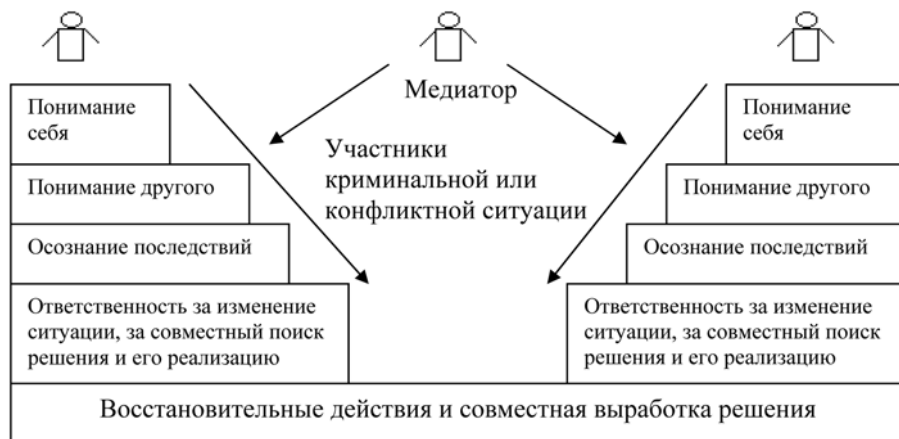 Медиатор
Понимание
себя
Понимание другого
Осознание последствий
Ответственность за изменение
ситуации, за совместный поиск
решения и его реализацию
Участники
криминальной или
конфликтной ситуации
Понимание
себя
Понимание другого
Осознание последствий
Ответственность за изменение
ситуации, за совместный поиск
решения и его реализацию
Восстановительные действия и совместная выработка решения